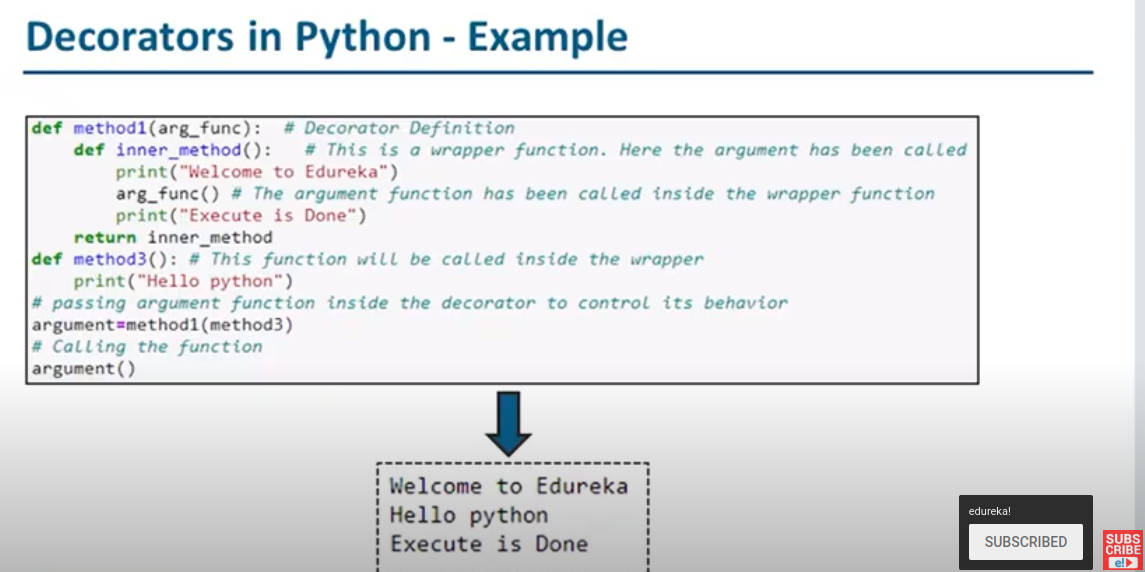 Decorators in Python - Example
def method1(arg_func):  # Decorator Definition
    def inner_method():   # This is a wrapper function. Here the argument has been called
        print("Welcome to Edureka")
        arg_func() # The argument function has been called inside the wrapper function
        print("Execute is Done")
    return inner_method
def method3(): # This function will be called inside the wrapper
    print("Hello python")
# passing argument function inside the decorator to control its behavior
argument=method1(method3)
# Calling the function
argument()
Welcome to Edureka
Hello python
Execute is Done
edureka!
SUBSCRIBED
SUBS
CRIBE
e!